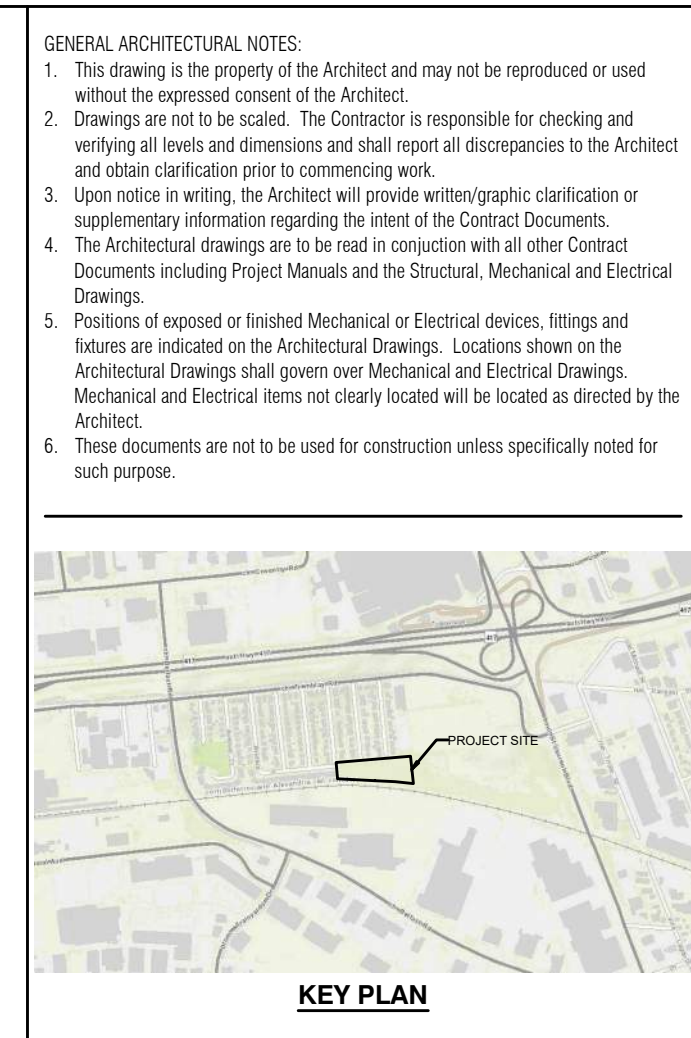 GENERAL ARCHITECTURAL NOTES:
1. This drawing is the property of the Architect and may not be reproduced or used
without the expressed consent of the Architect.
2. Drawings are not to be scaled. The Contractor is responsible for checking and
verifying all levels and dimensions and shall report all discrepancies to the Architect
and obtain clarification prior to commencing work.
3. Upon notice in writing, the Architect will provide written/graphic clarification or
supplementary information regarding the intent of the Contract Documents.
4. The Architectural drawings are to be read in conjuction with all other Contract
Documents including Project Manuals and the Structural, Mechanical and Electrical
Drawings.
5. Positions of exposed or finished Mechanical or Electrical devices, fittings and
fixtures are indicated on the Architectural Drawings. Locations shown on the
Architectural Drawings shall govern over Mechanical and Electrical Drawings.
Mechanical and Electrical items not clearly located will be located as directed by the
Architect.
6. These documents are not to be used for construction unless specifically noted for
such purpose.
417
417
417
PROJECT SITE
KEY PLAN